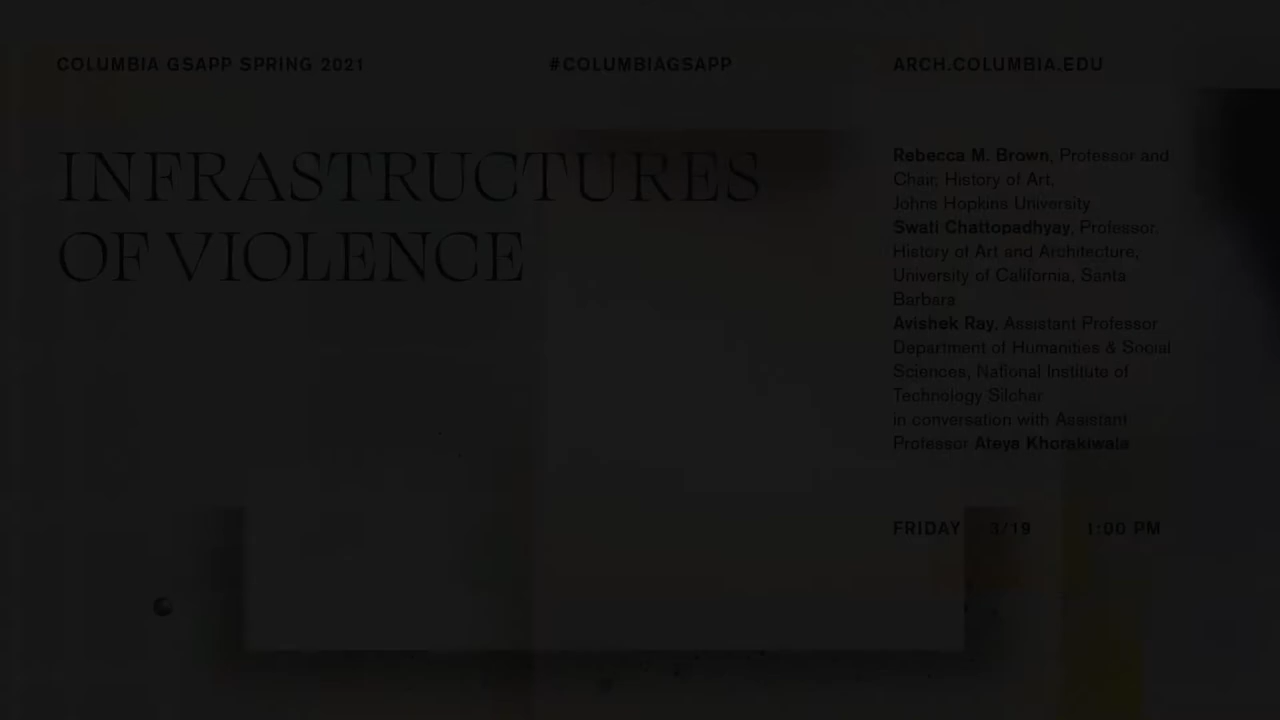 COLUMBIA GSAPP SPRING 2021
#COLUMBIAGSAPP
ARCH.COLUMBIA.EDU
INFRASTRUCTURES
OF VIOLENCE
Rebecca M. Brown, Professor and
Chair, History of Art,
Johns Hopkins University
Swati Chattopadhyay, Professor,
History of Art and Architecture,
University of California, Santa
Barbara
Avishek Ray, Assistant Professor
Department of Humanities & Social
Sciences, National Institute of
Technology Silchar
in conversation with Assistant
Professor Ateya Khorakiwala
FRIDAY 3/19 1:00 PM